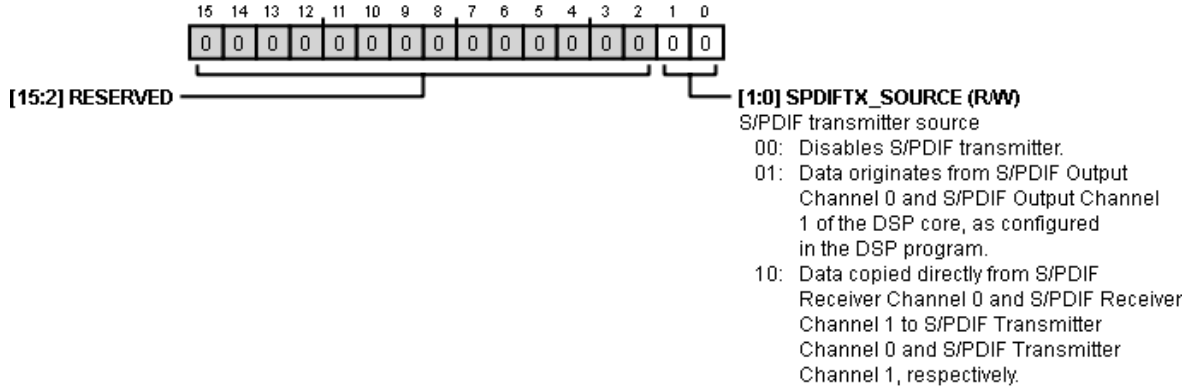 15 14 13 12 11 10 9 8 7 6 5 4 3 2 1 0
0 0 0 0 0 0 0 0 0 0 0 0 0 0 0 0
[15:2] RESERVED
[1:0] SPDIFTX_SOURCE (R/W)
S/PDIF transmitter source
00: Disables S/PDIF transmitter.
01: Data originates from S/PDIF Output
Channel 0 and S/PDIF Output Channel
1 of the DSP core, as configured
in the DSP program.
10: Data copied directly from S/PDIF
Receiver Channel 0 and S/PDIF Receiver
Channel 1 to S/PDIF Transmitter
Channel 0 and S/PDIF Transmitter
Channel 1, respectively.